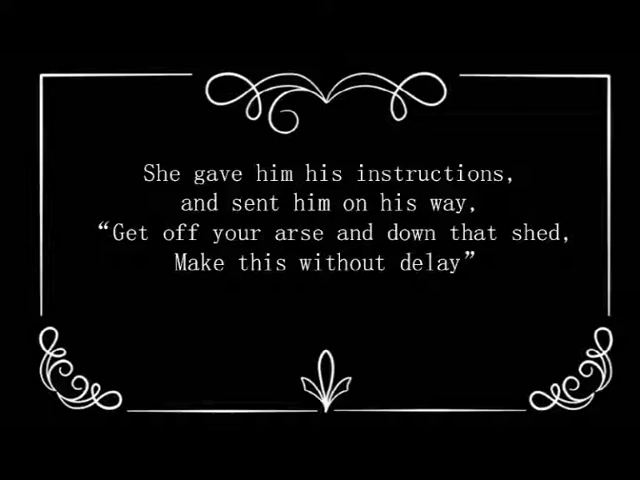 She gave him his instructions,
and sent him on his way,
“Get off your arse and down that shed,
Make this without delay”